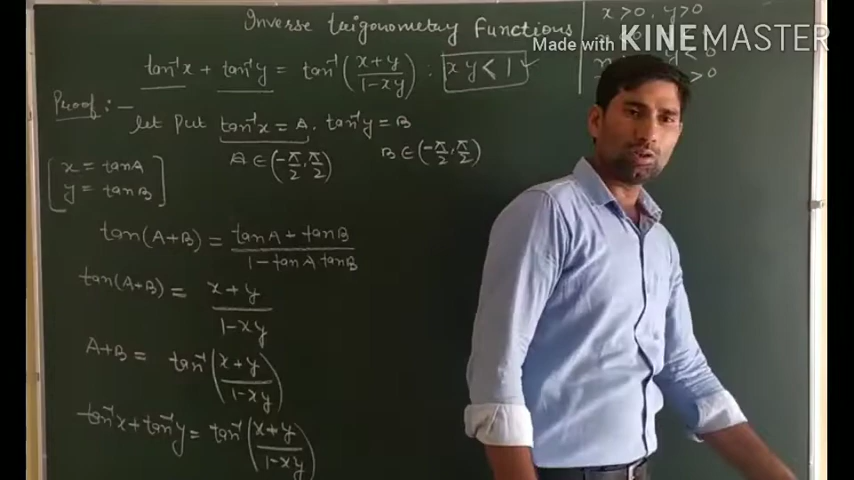 Inverse trigonometry Functions
x > 0, y > 0
Made with KINEMASTER
tan⁻¹x + tan⁻¹y = tan⁻¹(x+y/1-xy) : xy < 1 ✓
Proof :-
let Put tan⁻¹x = A, tan⁻¹y = B
A ∈ (-π/2, π/2) B ∈ (-π/2, π/2)
[x = tanA
y = tanB]
tan(A+B) = tanA + tanB/1 - tanA tanB
tan(A+B) = x+y/1-xy
A+B = tan⁻¹(x+y/1-xy)
tan⁻¹x + tan⁻¹y = tan⁻¹(x+y/1-xy)